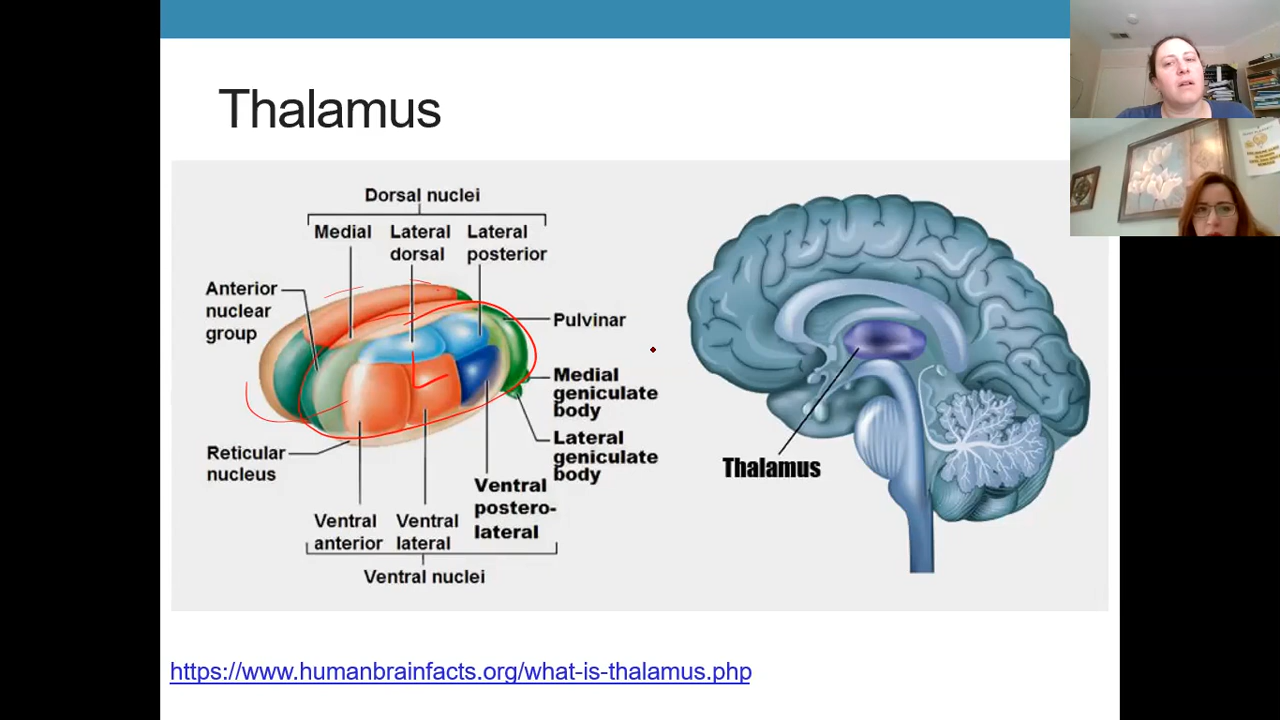 Thalamus
Dorsal nuclei
Medial
Lateral
dorsal
Lateral
posterior
Anterior
nuclear
group
Pulvinar
Medial
geniculate
body
Lateral
geniculate
body
Reticular
nucleus
Ventral
postero-
lateral
Ventral
anterior
Ventral
lateral
Ventral nuclei
Thalamus
https://www.humanbrainfacts.org/what-is-thalamus.php